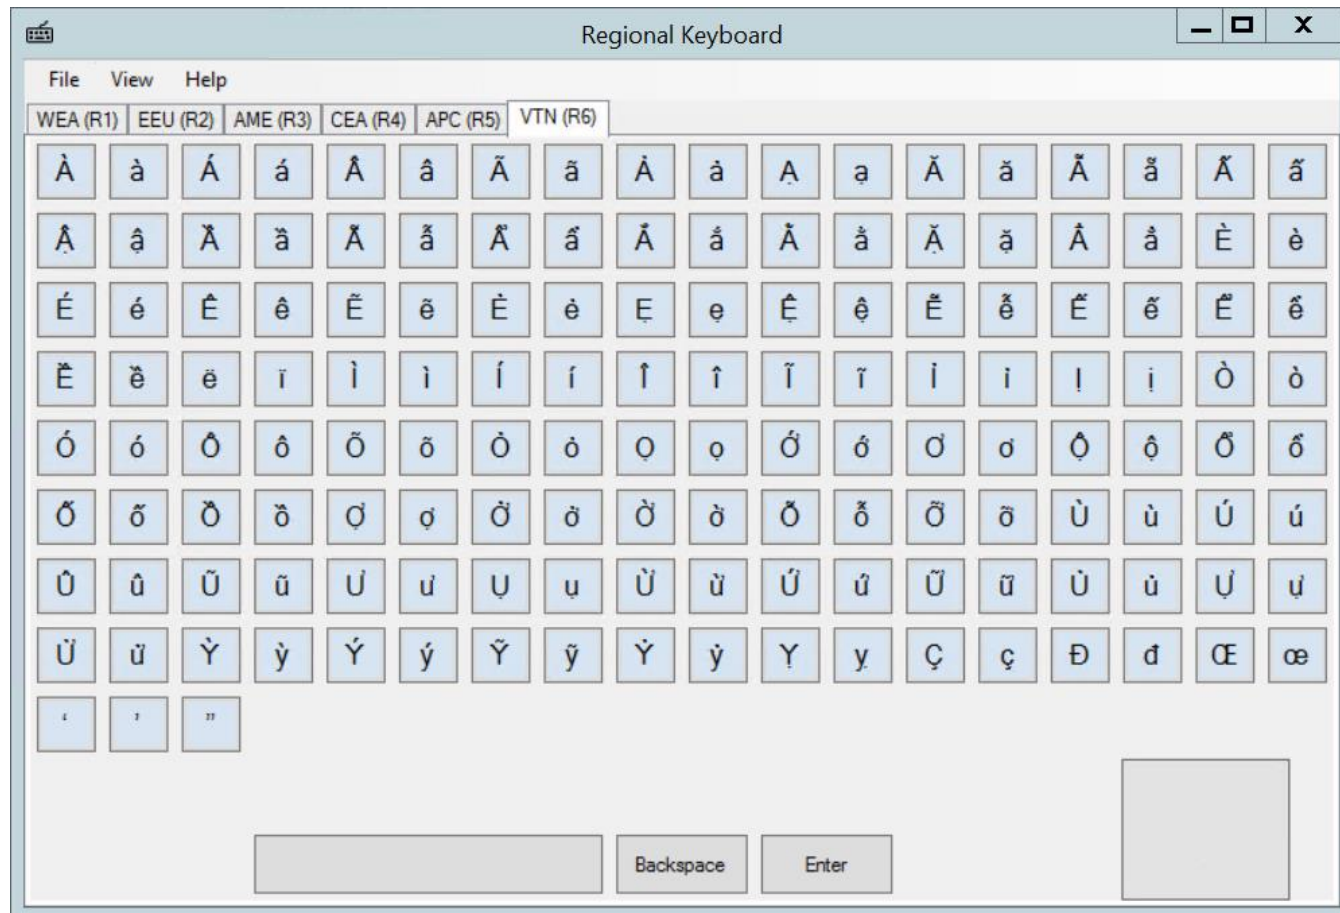 Regional Keyboard
File View Help
WEA (R1) EEU (R2) AME (R3) CEA (R4) APC (R5) VTN (R6)
À à Á á Â â Ã ã Ả ả Ạ ạ Ă ă Ẵ ẵ Ấ ấ
Ậ ậ Ầ ầ Ẫ ẫ Ẩ ẩ Ắ ắ Ằ ằ Ặ ặ Ẳ ẳ È è
É é Ê ê Ẽ ẽ Ẻ ẻ Ẹ ẹ Ệ ệ Ễ ễ Ế ế Ể ể
Ề ề ë ï Ì ì Í í Î î Ĩ ĩ Ỉ ỉ Ị ị Ò ò
Ó ó Ô ô Õ õ Ỏ ỏ Ọ ọ Ớ ớ Ơ ơ Ộ ộ Ổ ổ
Ố ố Ồ ồ Ợ ợ Ở ở Ờ ờ Ỗ ỗ Ỡ ỡ Ù ù Ú ú
Û û Ũ ũ Ư ư Ụ ụ Ừ ừ Ứ ứ Ữ ữ Ủ ủ Ự ự
Ử ử Ỳ ỳ Ý ý Ỹ ỹ Ỷ ỷ Ỵ ỵ Ç ç Đ đ Œ œ
‘ ’ ”
Backspace Enter